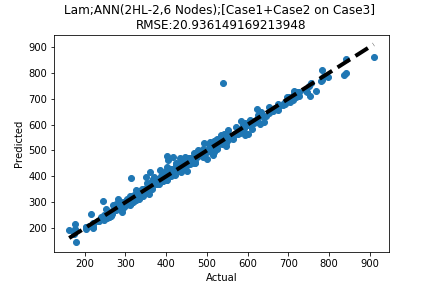 Lam;ANN(2HL-2,6 Nodes);[Case1+Case2 on Case3]
RMSE:20.936149169213948
900
800
700
600
500
400
300
200
Predicted
200 300 400 500 600 700 800 900
Actual